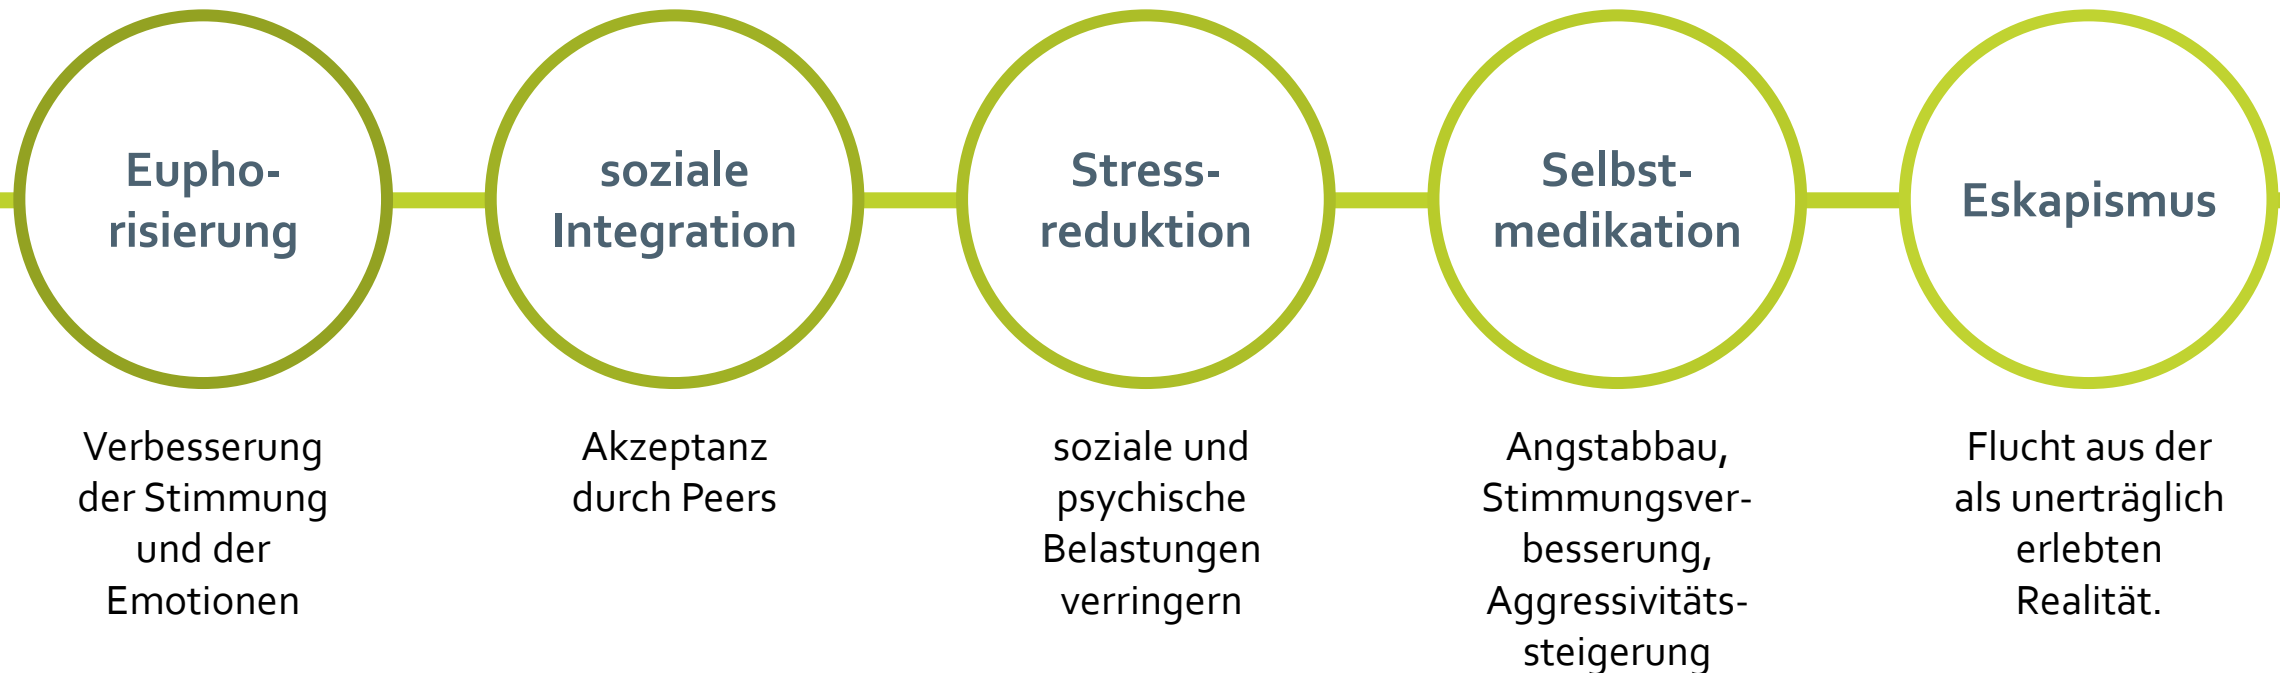 Eupho-
risierung
Verbesserung
der Stimmung
und der
Emotionen
soziale
Integration
Akzeptanz
durch Peers
Stress-
reduktion
soziale und
psychische
Belastungen
verringern
Selbst-
medikation
Angstabbau,
Stimmungsver-
besserung,
Aggressivitäts-
steigerung
Eskapismus
Flucht aus der
als unerträglich
erlebten
Realität.